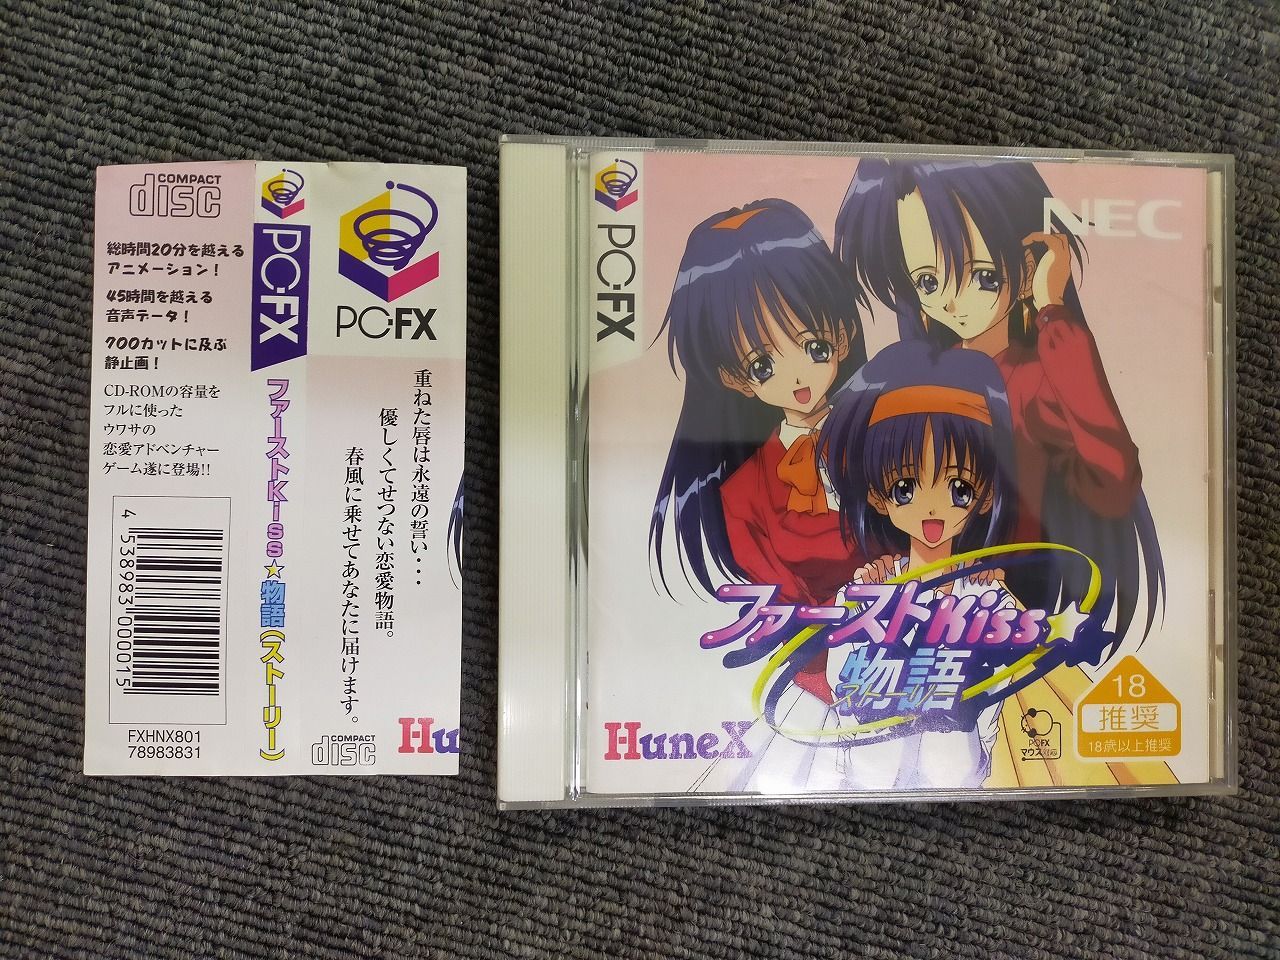 COMPACT
disc
総時間20分を越える
アニメーション!
45時間を越える
音声データ!
700カットに及ぶ
静止画!
CD-ROMの容量を
フルに使った
ウワサの
恋愛アドベンチャー
ゲーム遂に登場!!
4 538983 000015
FXHNX801
78983831
PC-FX
ファーストKiss☆物語(ストーリー)
PC-FX
重ねた唇は永遠の誓い・・・
優しくてせつない恋愛物語。
春風に乗せてあなたに届けます。
COMPACT
disc
Hu
PC-FX
NEC
ファーストKiss☆
物語
ストーリー
HuneX
PC-FX
マウス対応
18
推奨
18歳以上推奨